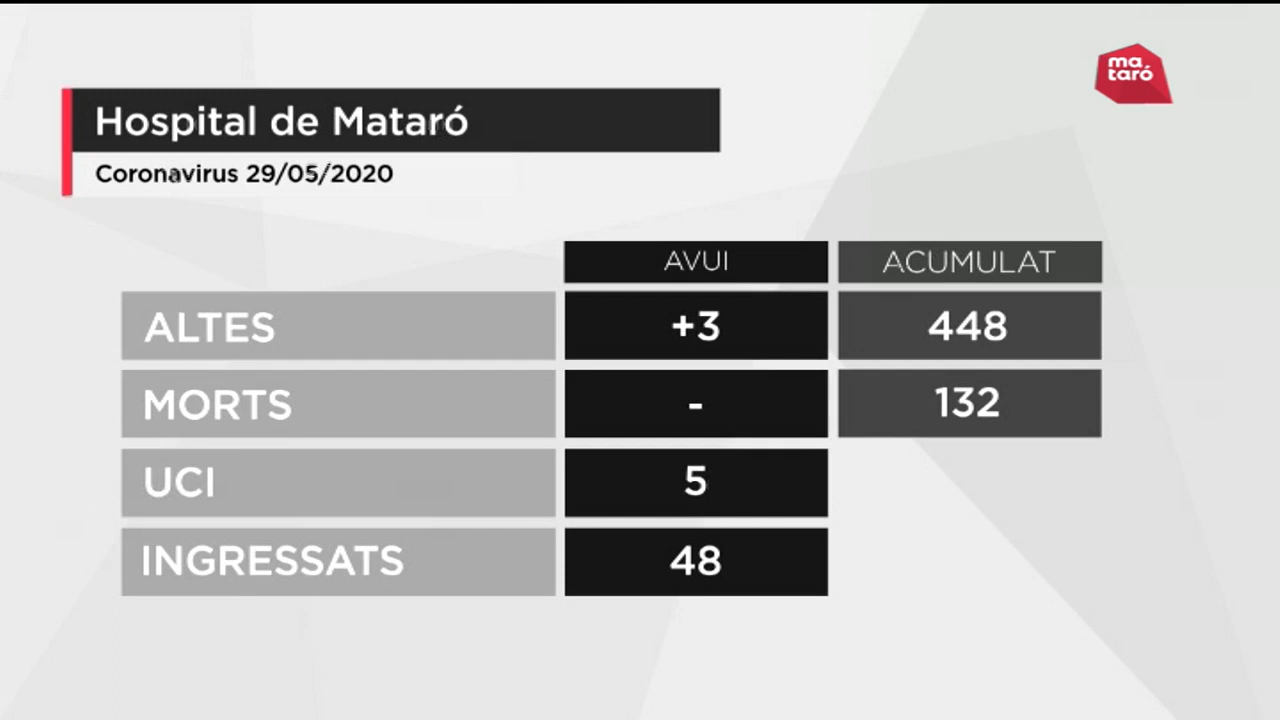 ma
taró
Hospital de Mataró
Coronavirus 29/05/2020
AVUI ACUMULAT
ALTES +3 448
MORTS - 132
UCI 5
INGRESSATS 48